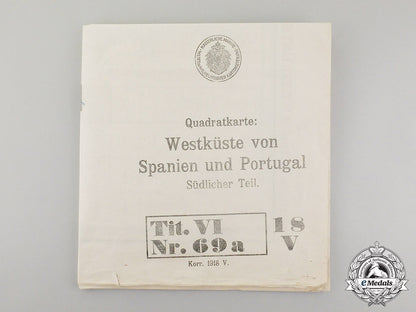 Quadratkarte:
Westküste von
Spanien und Portugal
Südlicher Teil.
Tit. VI
Nr. 69a
18
V
Korr. 1918 V.
eMedals